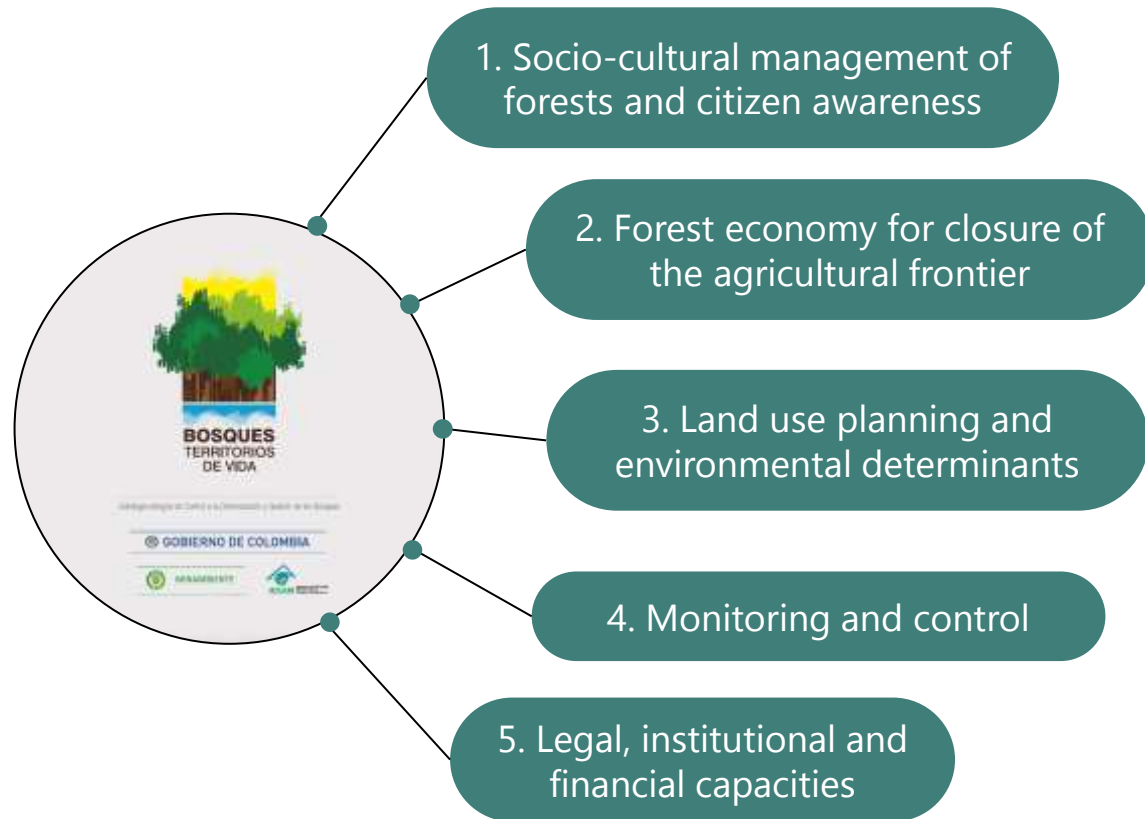 1. Socio-cultural management of
forests and citizen awareness
2. Forest economy for closure of
the agricultural frontier
3. Land use planning and
environmental determinants
4. Monitoring and control
5. Legal, institutional and
financial capacities
BOSQUES
TERRITORIOS
DE VIDA
GOBIERNO DE COLOMBIA
MINAMBIENTE
IDEAM